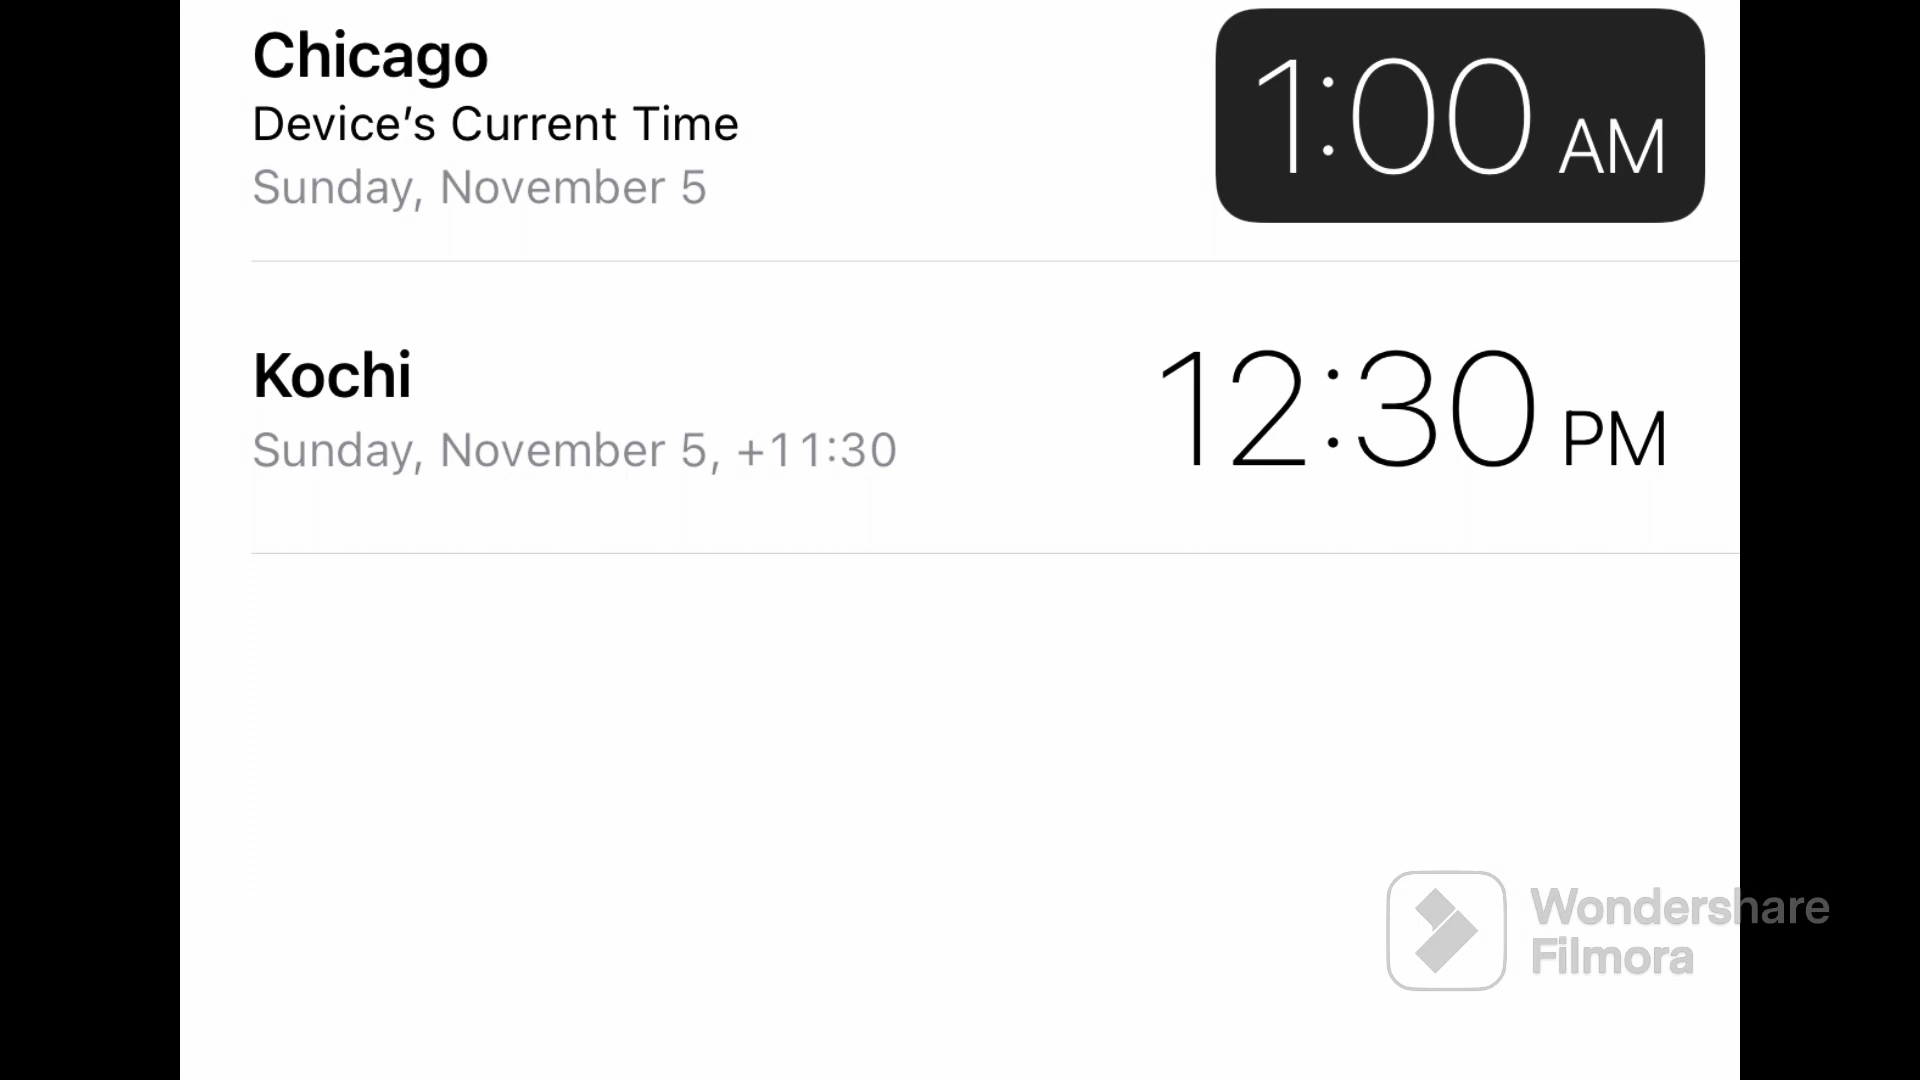 Chicago
Device's Current Time
Sunday, November 5
1:00 AM
Kochi
Sunday, November 5, +11:30
12:30 PM
Wondershare
Filmora